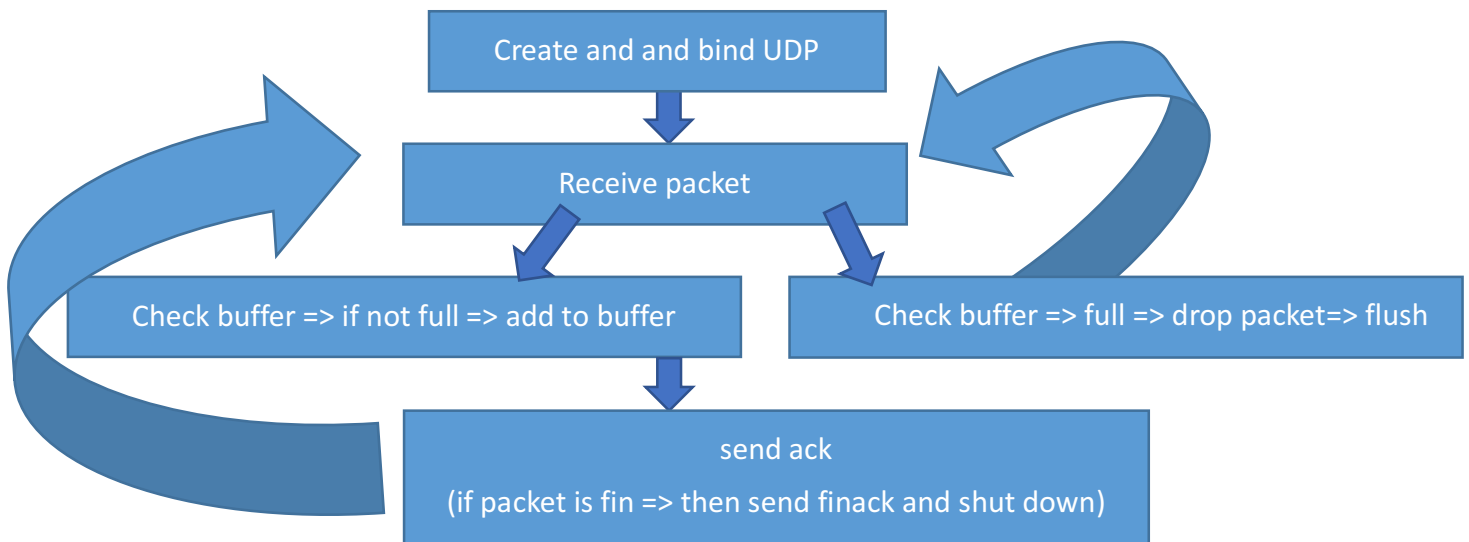 Create and and bind UDP
Receive packet
Check buffer => if not full => add to buffer
Check buffer => full => drop packet=> flush
send ack
(if packet is fin => then send finack and shut down)